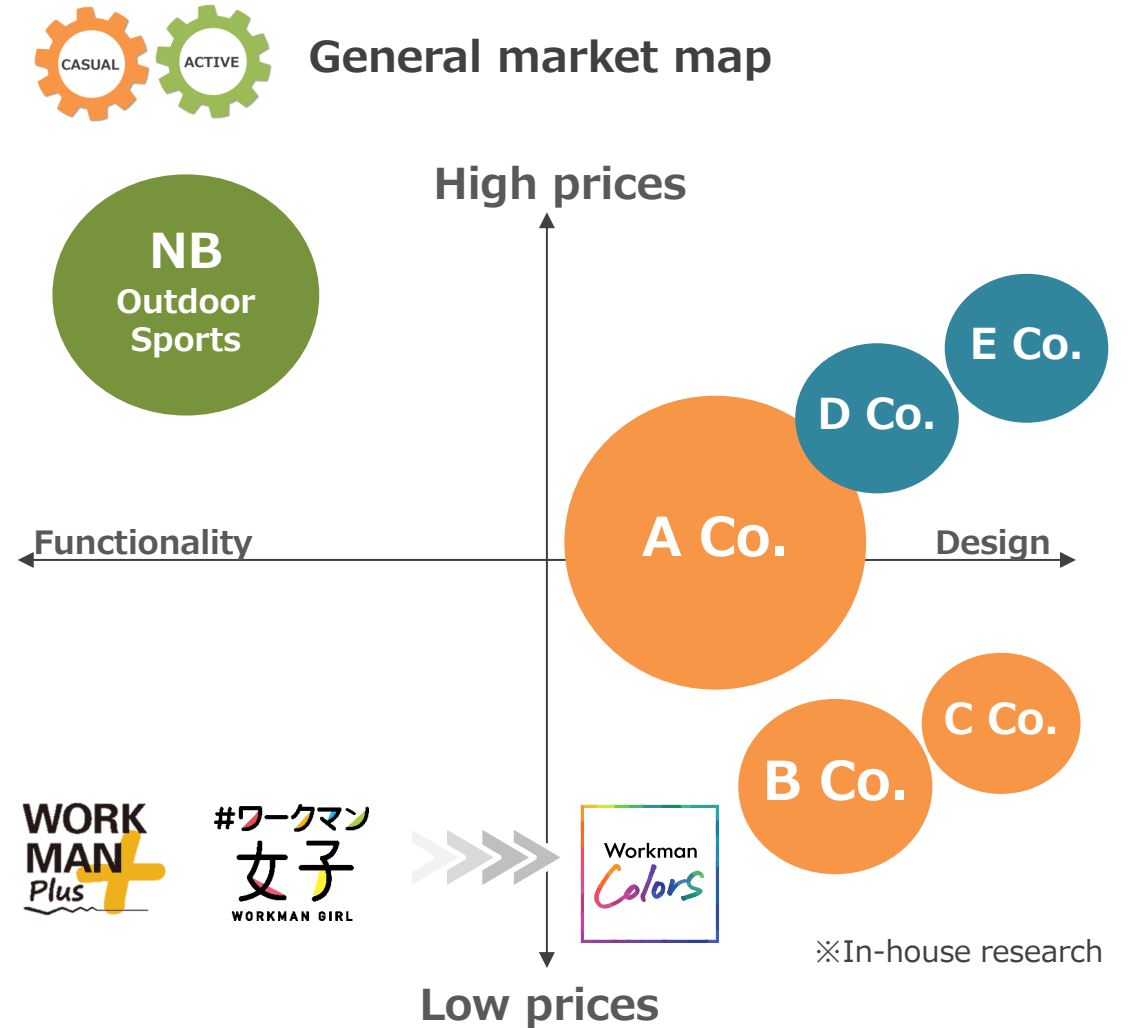 CASUAL
ACTIVE
General market map
High prices
NB
Outdoor
Sports
E Co.
D Co.
A Co.
Functionality
Design
C Co.
B Co.
WORK
MAN
Plus
#ワークマン
女子
WORKMAN GIRL
Workman
Colors
※In-house research
Low prices